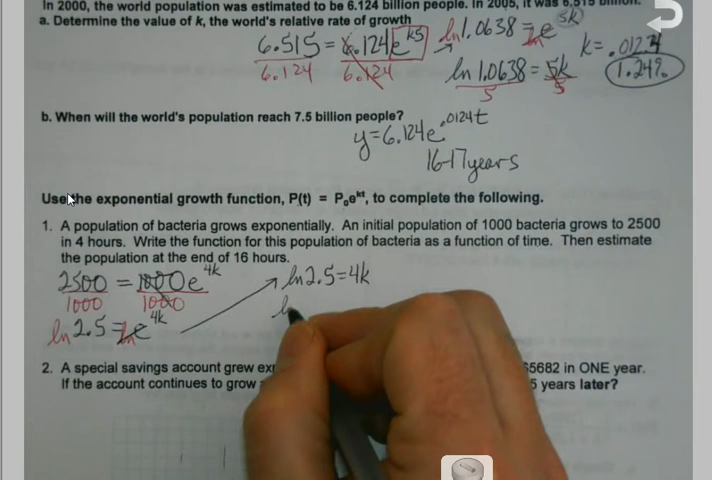 In 2000, the world population was estimated to be 6.124 billion people. In 2005, it was 6.515 billion.
a. Determine the value of k, the world's relative rate of growth
6.515 = 6.124e^k5
6.124 6.124
ln 1.0638 = ln e^5k
ln 1.0638 = 5k
5 5
k = .0124
1.24%
b. When will the world's population reach 7.5 billion people?
y = 6.124e^.0124t
16-17 years
Use the exponential growth function, P(t) = P₀e^kt, to complete the following.
1. A population of bacteria grows exponentially. An initial population of 1000 bacteria grows to 2500
in 4 hours. Write the function for this population of bacteria as a function of time. Then estimate
the population at the end of 16 hours.
2500 = 1000e^4k
1000 1000
ln 2.5 = ln e^4k
ln 2.5 = 4k
ln
2. A special savings account grew $5682 in ONE year.
If the account continues to grow 5 years later?